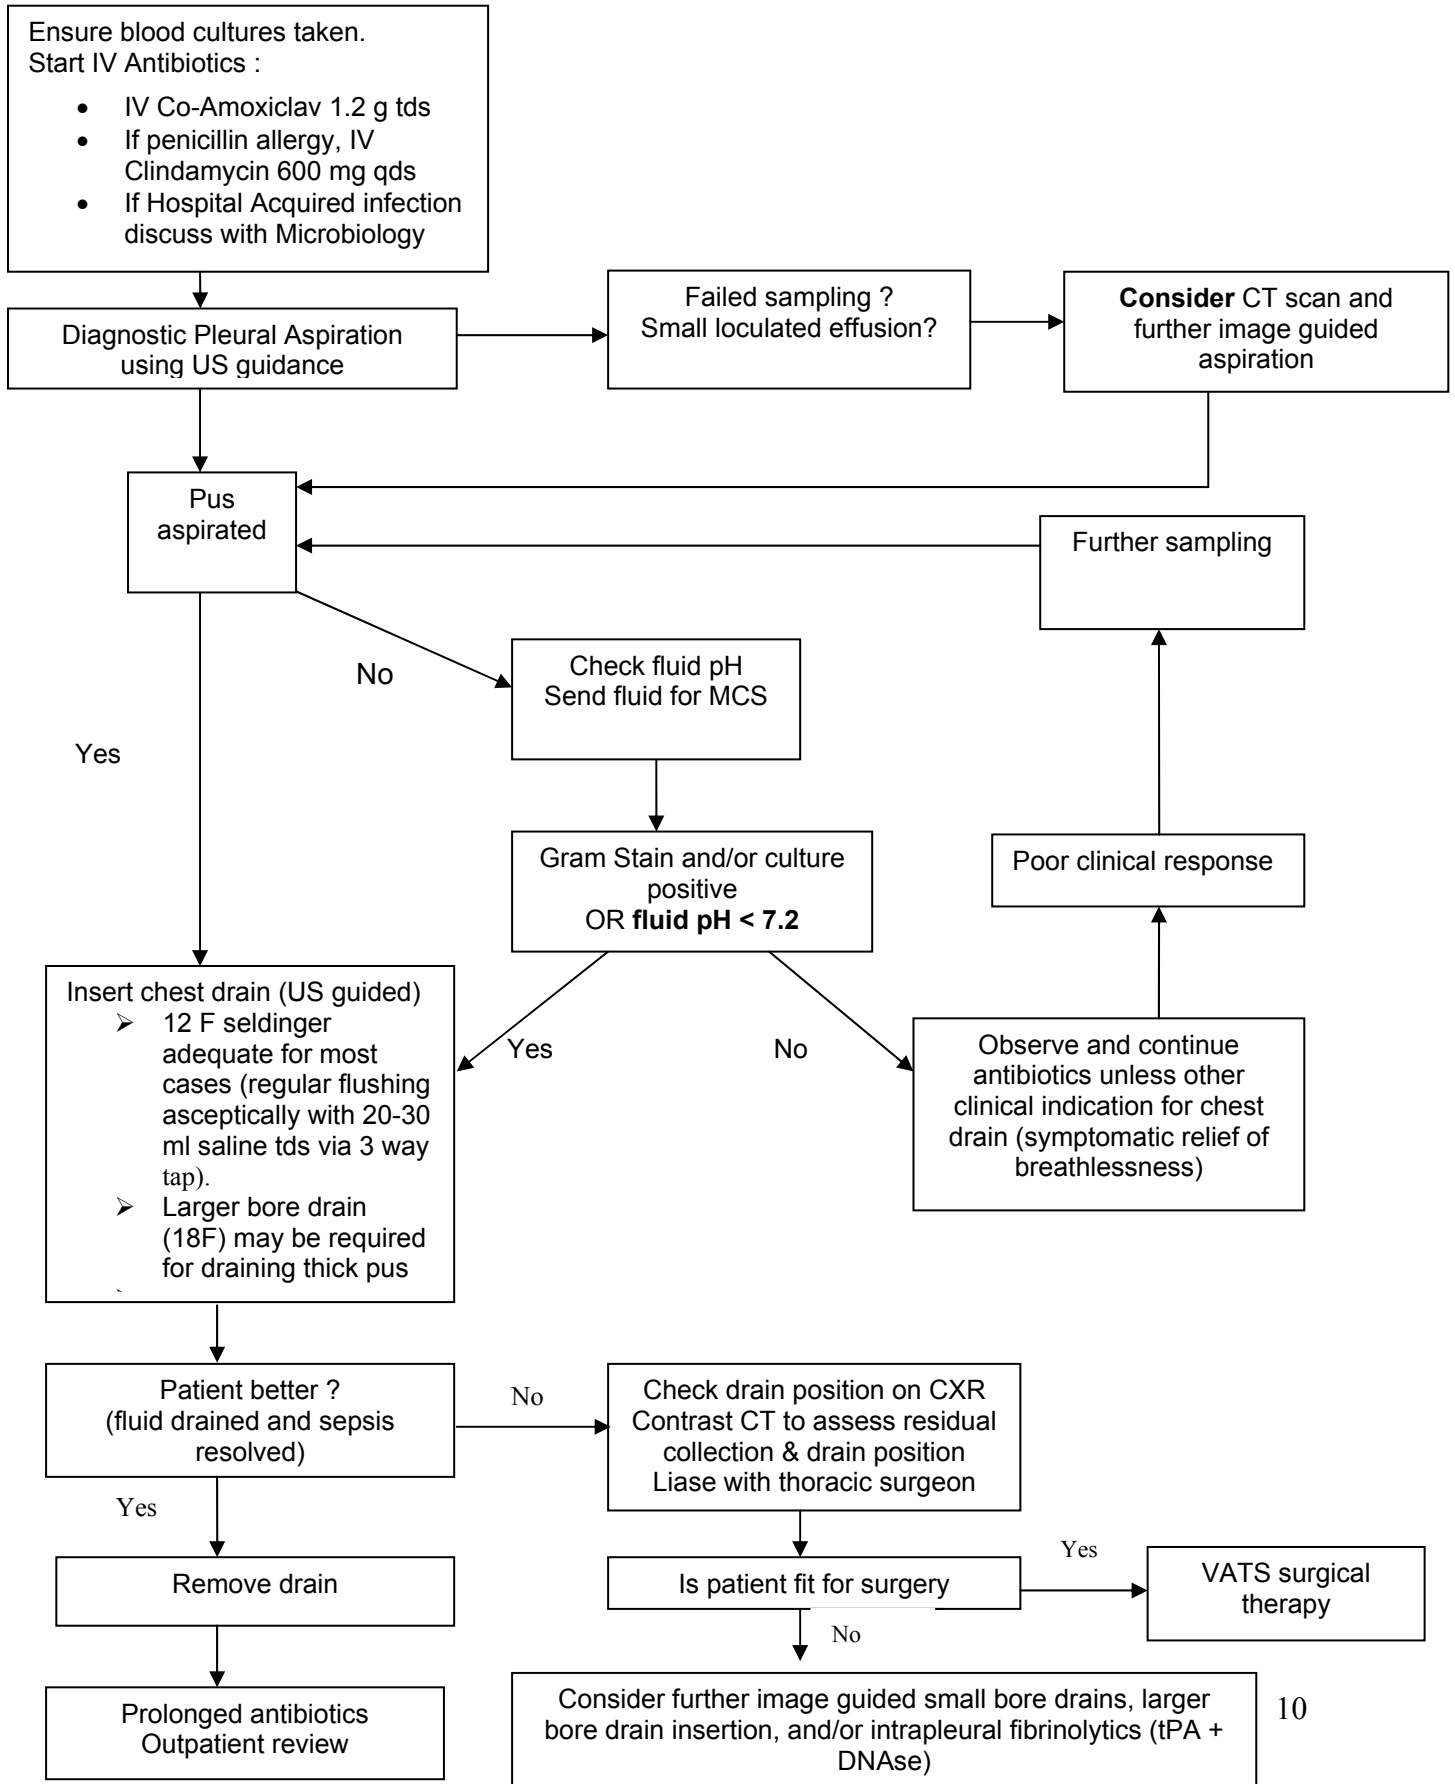 Ensure blood cultures taken.
Start IV Antibiotics :
• IV Co-Amoxiclav 1.2 g tds
• If penicillin allergy, IV
Clindamycin 600 mg qds
• If Hospital Acquired infection
discuss with Microbiology
Diagnostic Pleural Aspiration
using US guidance
Failed sampling ?
Small loculated effusion?
Consider CT scan and
further image guided
aspiration
Pus
aspirated
Further sampling
No
Check fluid pH
Send fluid for MCS
Yes
Gram Stain and/or culture
positive
OR fluid pH < 7.2
Poor clinical response
Insert chest drain (US guided)
➢ 12 F seldinger
adequate for most
cases (regular flushing
asceptically with 20-30
ml saline tds via 3 way
tap).
➢ Larger bore drain
(18F) may be required
for draining thick pus
Yes
No
Observe and continue
antibiotics unless other
clinical indication for chest
drain (symptomatic relief of
breathlessness)
Patient better ?
(fluid drained and sepsis
resolved)
No
Check drain position on CXR
Contrast CT to assess residual
collection & drain position
Liase with thoracic surgeon
Yes
Remove drain
Is patient fit for surgery
Yes
VATS surgical
therapy
No
Prolonged antibiotics
Outpatient review
Consider further image guided small bore drains, larger
bore drain insertion, and/or intrapleural fibrinolytics (tPA +
DNAse)
10